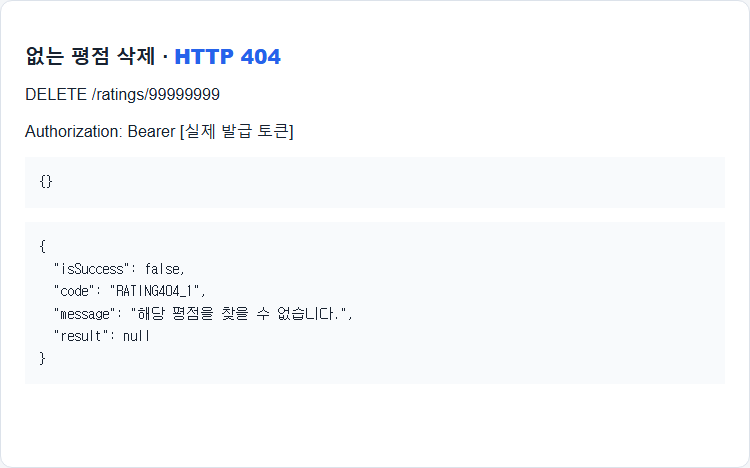 없는 평점 삭제 · HTTP 404
DELETE /ratings/99999999
Authorization: Bearer [실제 발급 토큰]
{}
{
  "isSuccess": false,
  "code": "RATING404_1",
  "message": "해당 평점을 찾을 수 없습니다.",
  "result": null
}